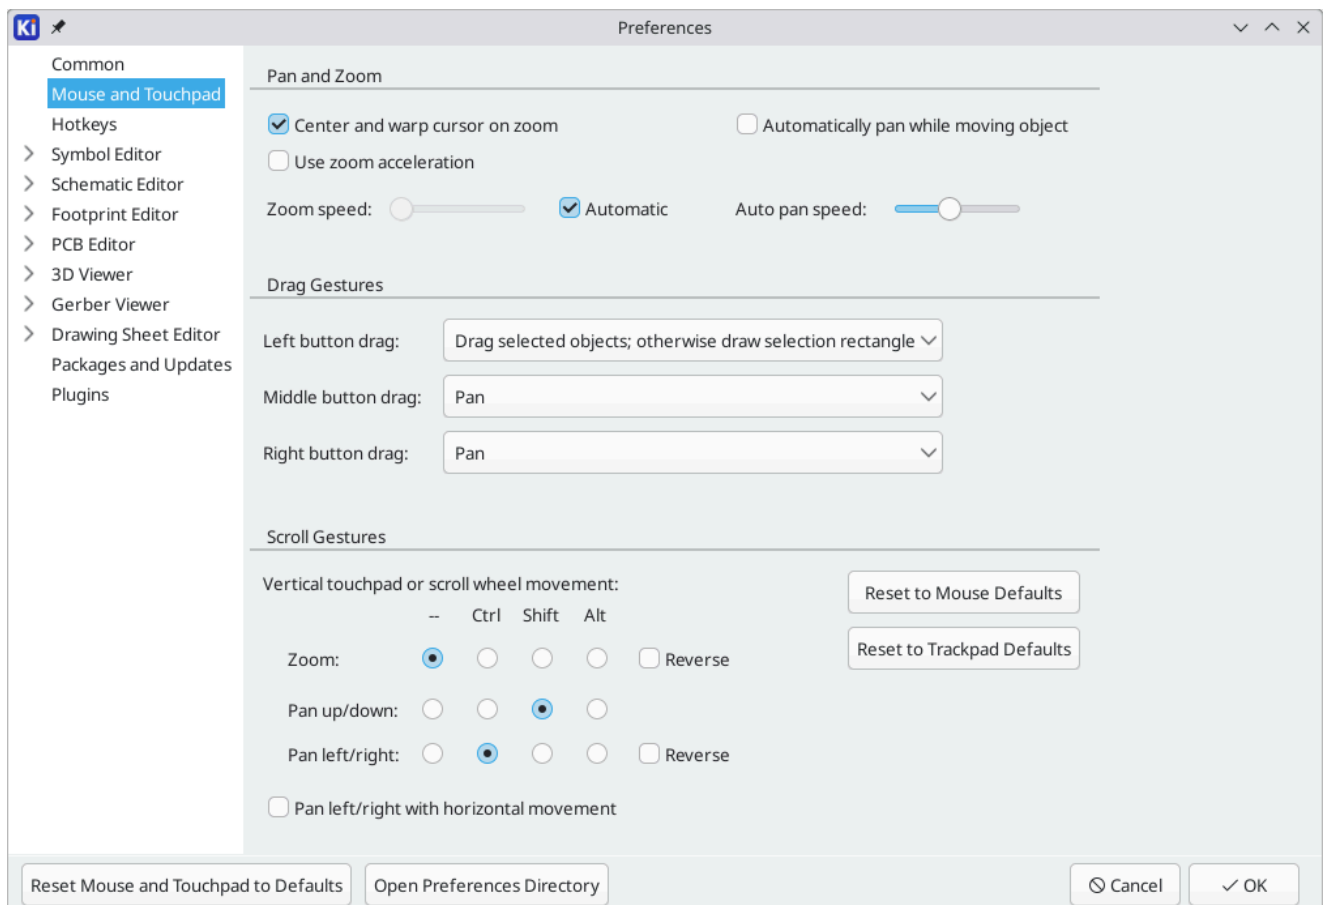 Ki
Preferences
Common
Mouse and Touchpad
Hotkeys
Symbol Editor
Schematic Editor
Footprint Editor
PCB Editor
3D Viewer
Gerber Viewer
Drawing Sheet Editor
Packages and Updates
Plugins
Pan and Zoom
Center and warp cursor on zoom
Automatically pan while moving object
Use zoom acceleration
Zoom speed:
Automatic
Auto pan speed:
Drag Gestures
Left button drag:
Drag selected objects; otherwise draw selection rectangle
Middle button drag:
Pan
Right button drag:
Pan
Scroll Gestures
Vertical touchpad or scroll wheel movement:
-- Ctrl Shift Alt
Zoom:
Reverse
Pan up/down:
Pan left/right:
Reverse
Pan left/right with horizontal movement
Reset to Mouse Defaults
Reset to Trackpad Defaults
Reset Mouse and Touchpad to Defaults
Open Preferences Directory
Cancel
OK